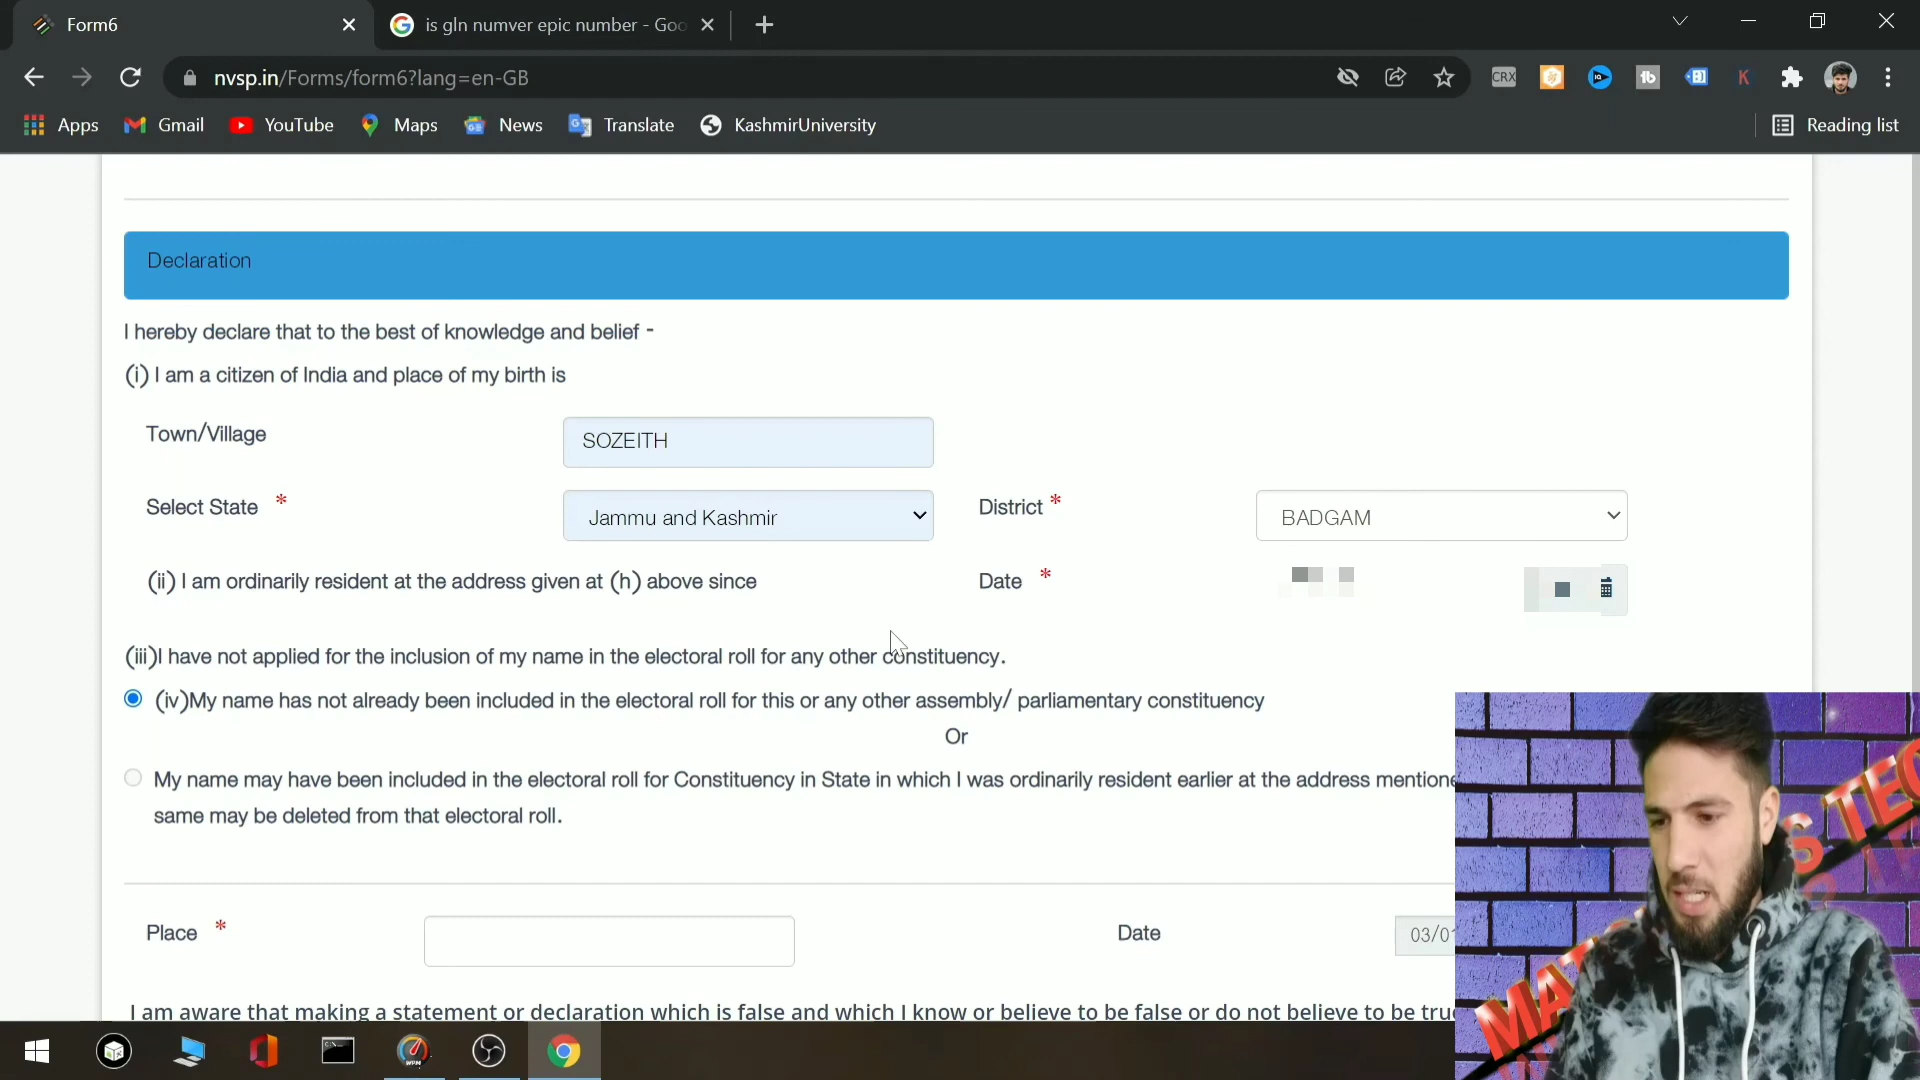 Form6
is gln numver epic number - Goo
nvsp.in/Forms/form6?lang=en-GB
CRX
Apps
Gmail
YouTube
Maps
News
Translate
KashmirUniversity
Reading list
Declaration
I hereby declare that to the best of knowledge and belief -
(i) I am a citizen of India and place of my birth is
Town/Village
SOZEITH
Select State *
Jammu and Kashmir
District *
BADGAM
(ii) I am ordinarily resident at the address given at (h) above since
Date *
(iii)I have not applied for the inclusion of my name in the electoral roll for any other constituency.
(iv)My name has not already been included in the electoral roll for this or any other assembly/ parliamentary constituency
Or
My name may have been included in the electoral roll for Constituency in State in which I was ordinarily resident earlier at the address mentione
same may be deleted from that electoral roll.
Place *
Date
03/01
I am aware that making a statement or declaration which is false and which I know or believe to be false or do not believe to be tru